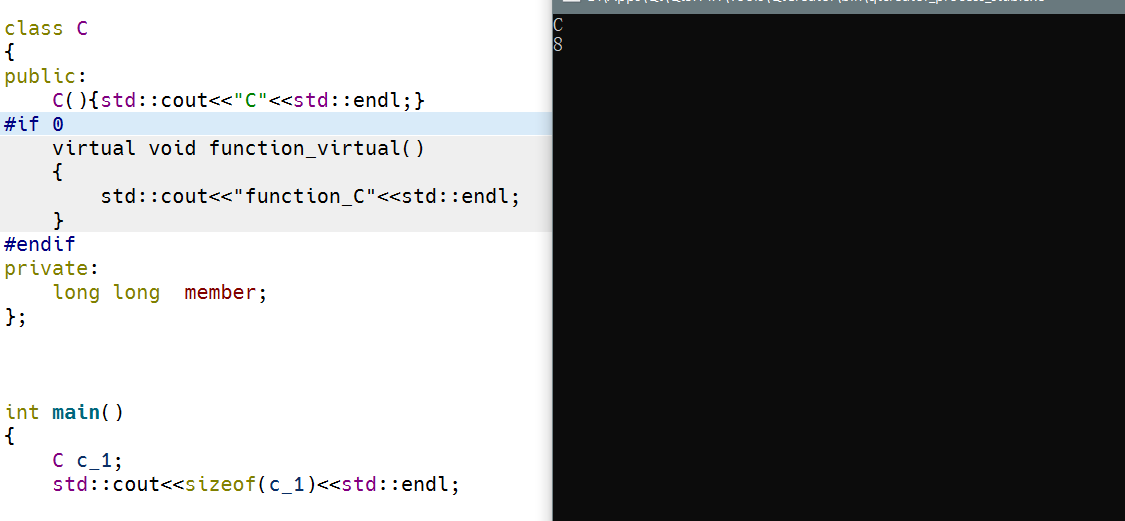 class C
{
public:
    C(){std::cout<<"C"<<std::endl;}
#if 0
    virtual void function_virtual()
    {
        std::cout<<"function_C"<<std::endl;
    }
#endif
private:
    long long  member;
};
int main()
{
    C c_1;
    std::cout<<sizeof(c_1)<<std::endl;
C
8